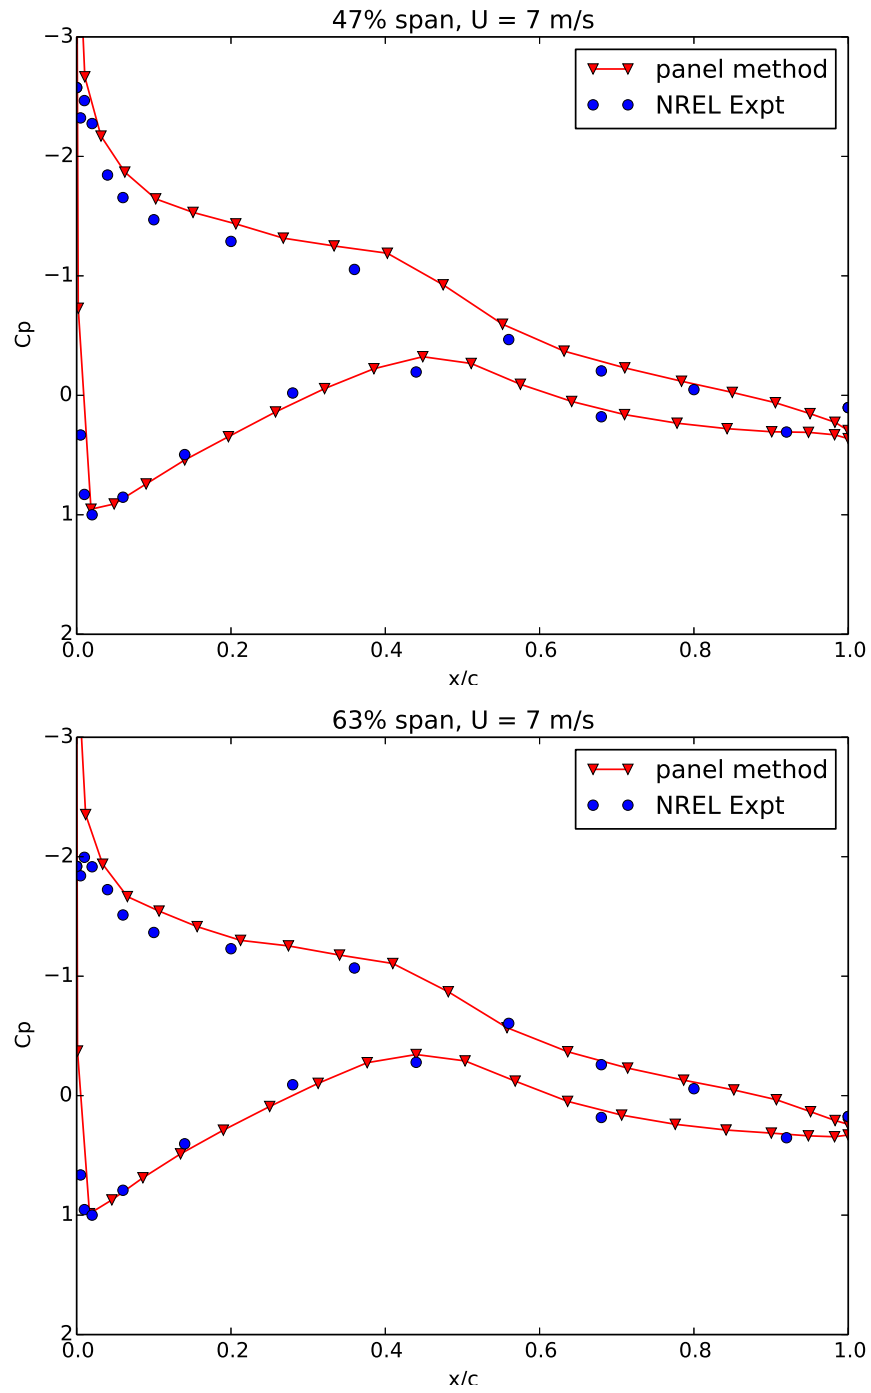 47% span, U = 7 m/s
−3
panel method
NREL Expt
−2
−1
Cp
0
1
2
0.0 0.2 0.4 0.6 0.8 1.0
x/c
63% span, U = 7 m/s
−3
panel method
NREL Expt
−2
−1
Cp
0
1
2
0.0 0.2 0.4 0.6 0.8 1.0
x/c